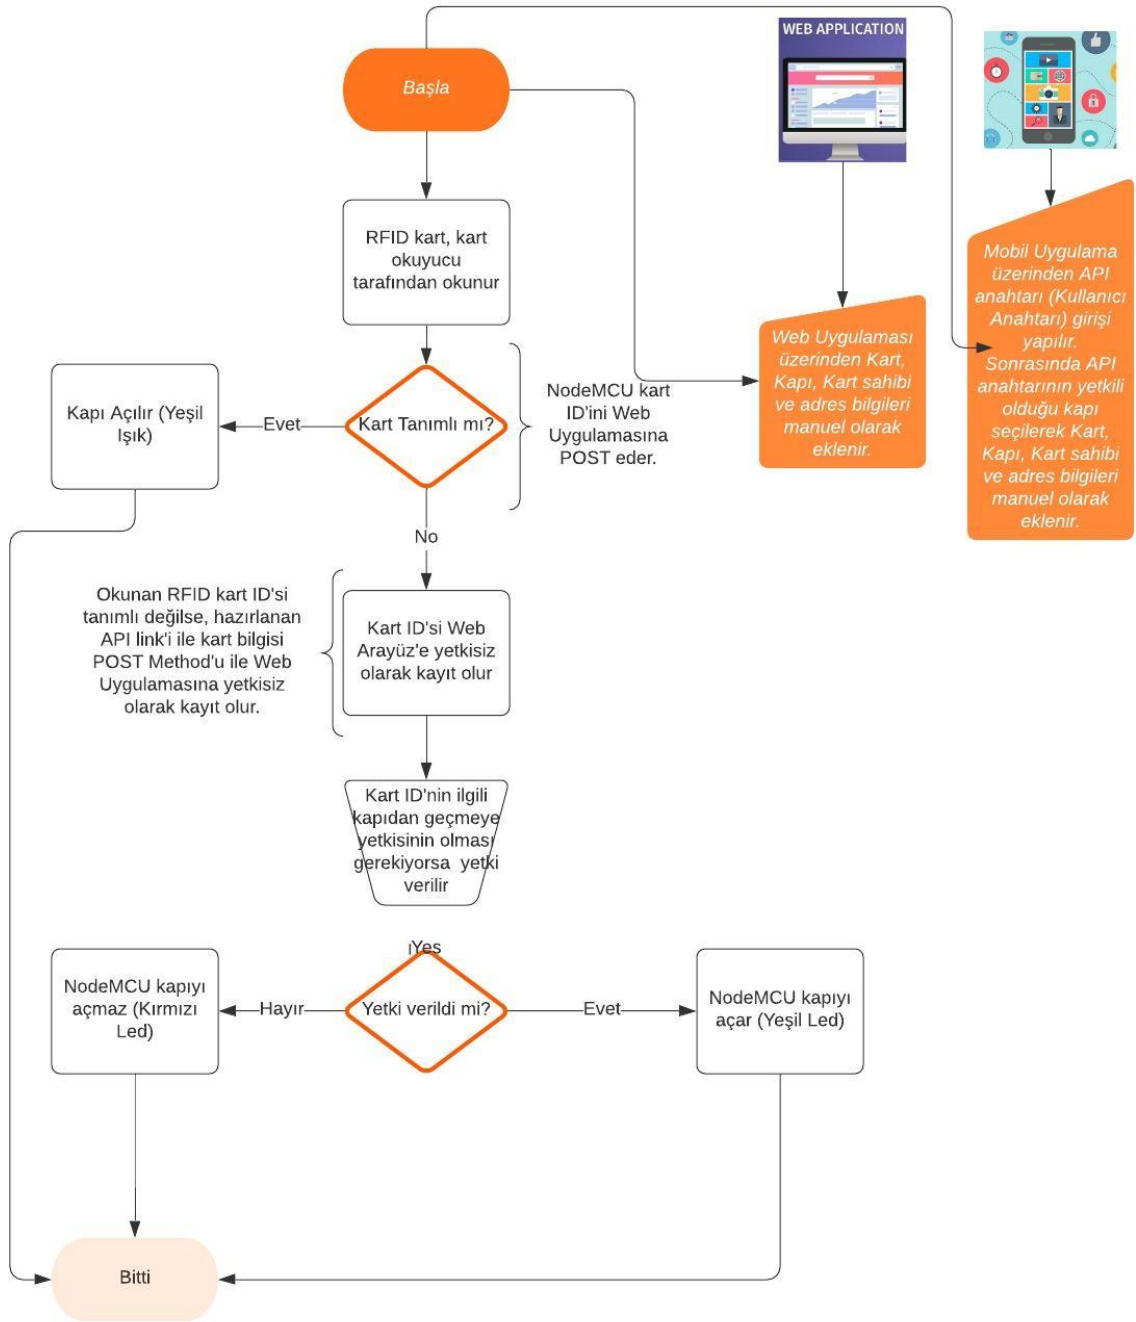 WEB APPLICATION
Başla
RFID kart, kart
okuyucu
tarafından okunur
Mobil Uygulama
üzerinden API
anahtarı (Kullanıcı
Anahtarı) girişi
yapılır.
Sonrasında API
anahtarının yetkili
olduğu kapı
seçilerek Kart,
Kapı, Kart sahibi
ve adres bilgileri
manuel olarak
eklenir.
Web Uygulaması
üzerinden Kart,
Kapı, Kart sahibi
ve adres bilgileri
manuel olarak
eklenir.
Kapı Açılır (Yeşil
Işık)
Evet
Kart Tanımlı mı?
NodeMCU kart
ID'ini Web
Uygulamasına
POST eder.
No
Okunan RFID kart ID'si
tanımlı değilse, hazırlanan
API link'i ile kart bilgisi
POST Method'u ile Web
Uygulamasına yetkisiz
olarak kayıt olur.
Kart ID'si Web
Arayüz'e yetkisiz
olarak kayıt olur
Kart ID'nin ilgili
kapıdan geçmeye
yetkisinin olması
gerekiyorsa yetki
verilir
Yes
NodeMCU kapıyı
açmaz (Kırmızı
Led)
Hayır
Yetki verildi mi?
Evet
NodeMCU kapıyı
açar (Yeşil Led)
Bitti